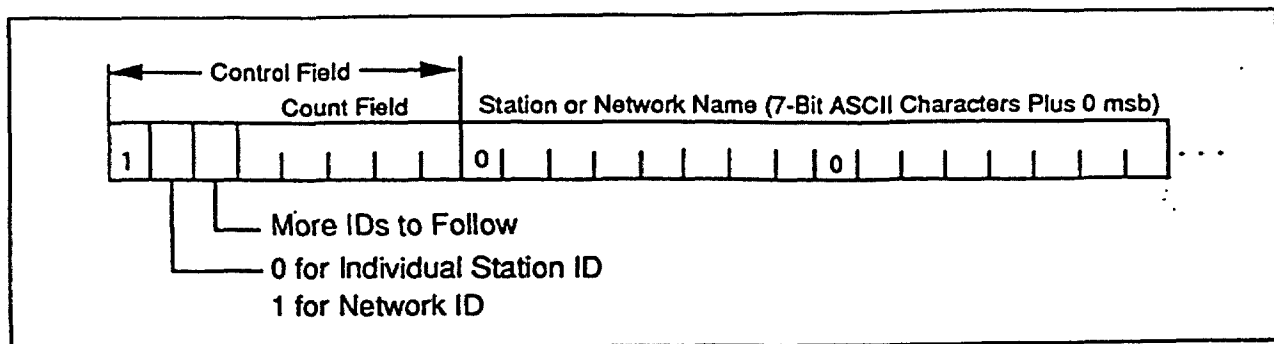 Control Field
Count Field
Station or Network Name (7-Bit ASCII Characters Plus 0 msb)
1 0 0 ...
More IDs to Follow
0 for Individual Station ID
1 for Network ID